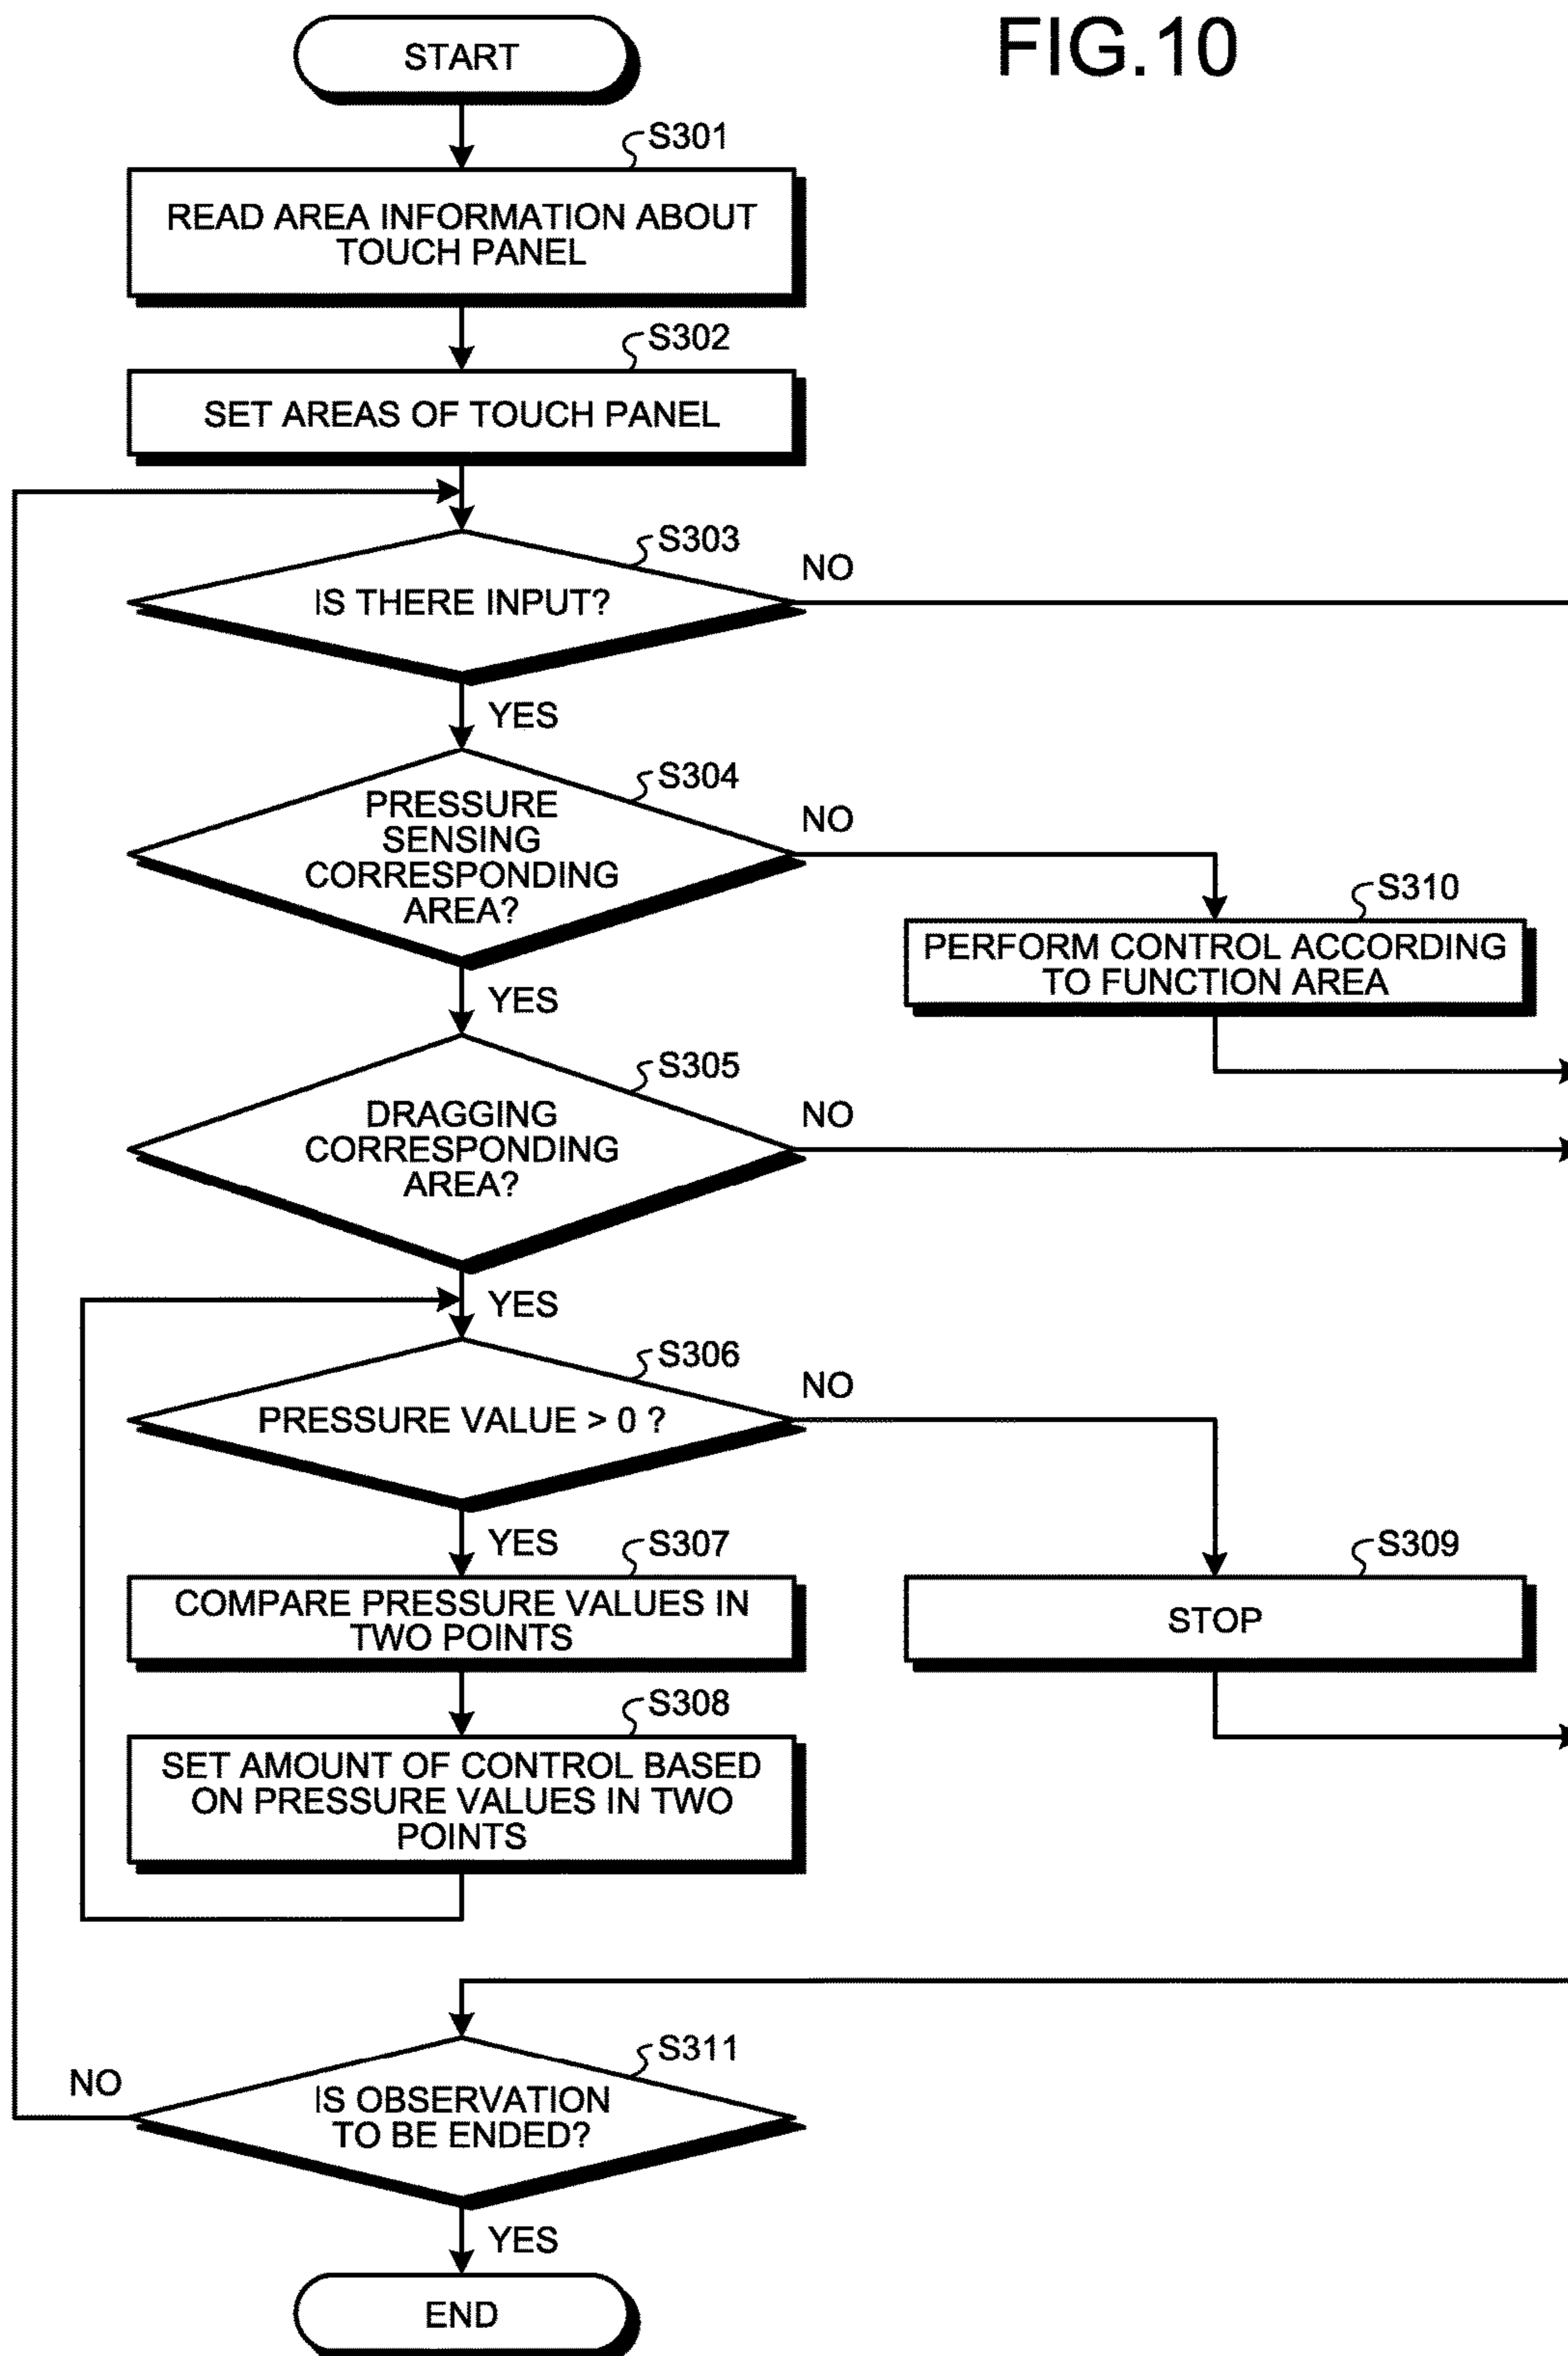 FIG.10
START
S301
READ AREA INFORMATION ABOUT
TOUCH PANEL
S302
SET AREAS OF TOUCH PANEL
S303
IS THERE INPUT?
NO
YES
S304
PRESSURE
SENSING
CORRESPONDING
AREA?
NO
S310
PERFORM CONTROL ACCORDING
TO FUNCTION AREA
YES
S305
DRAGGING
CORRESPONDING
AREA?
NO
YES
S306
PRESSURE VALUE > 0 ?
NO
YES
S307
COMPARE PRESSURE VALUES IN
TWO POINTS
S309
STOP
S308
SET AMOUNT OF CONTROL BASED
ON PRESSURE VALUES IN TWO
POINTS
S311
IS OBSERVATION
TO BE ENDED?
NO
YES
END